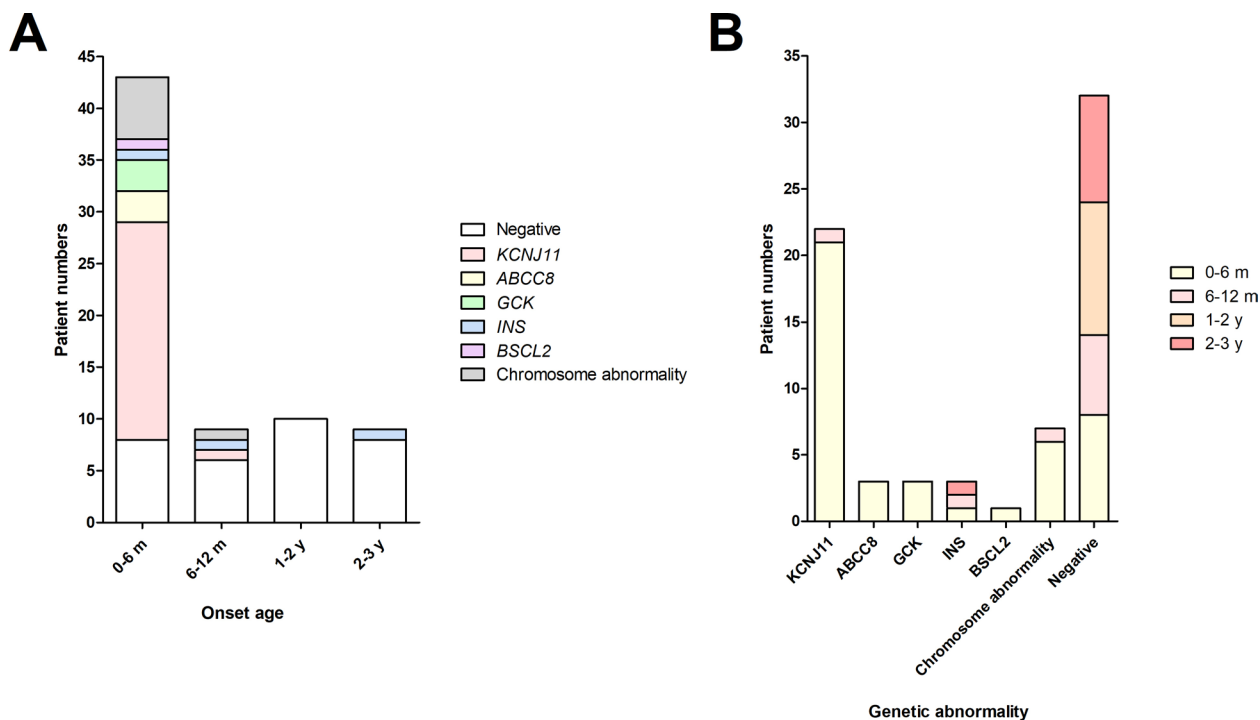 A
45
40
35
30
25
20
15
10
5
0
Patient numbers
0-6 m
6-12 m
1-2 y
2-3 y
Onset age
Negative
KCNJ11
ABCC8
GCK
INS
BSCL2
Chromosome abnormality
B
35
30
25
20
15
10
5
0
Patient numbers
KCNJ11
ABCC8
GCK
INS
BSCL2
Chromosome abnormality
Negative
Genetic abnormality
0-6 m
6-12 m
1-2 y
2-3 y